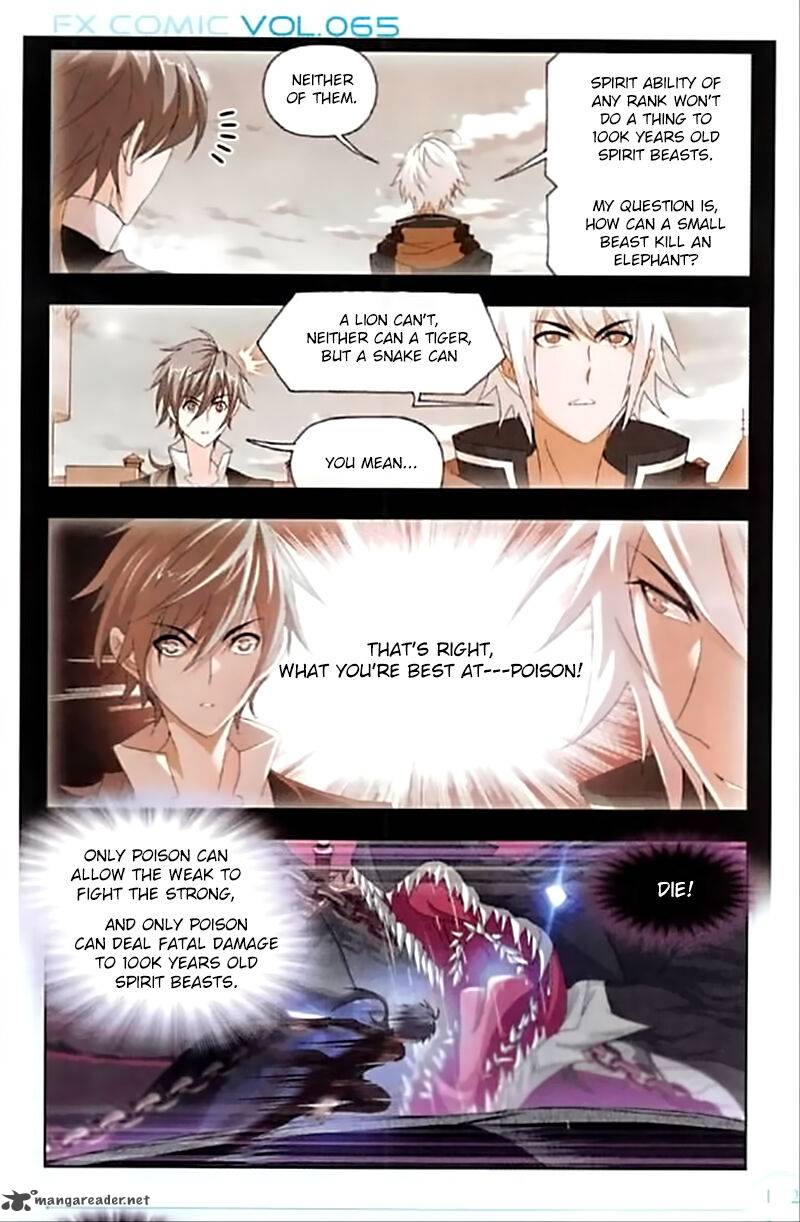 FX COMIC VOL.065
NEITHER
OF THEM.
SPIRIT ABILITY OF
ANY RANK WON'T
DO A THING TO
100K YEARS OLD
SPIRIT BEASTS.
MY QUESTION IS,
HOW CAN A SMALL
BEAST KILL AN
ELEPHANT?
A LION CAN'T,
NEITHER CAN A TIGER,
BUT A SNAKE CAN
YOU MEAN...
THAT'S RIGHT,
WHAT YOU'RE BEST AT---POISON!
ONLY POISON CAN
ALLOW THE WEAK TO
FIGHT THE STRONG,
AND ONLY POISON
CAN DEAL FATAL DAMAGE
TO 100K YEARS OLD
SPIRIT BEASTS.
DIE!
mangareader.net